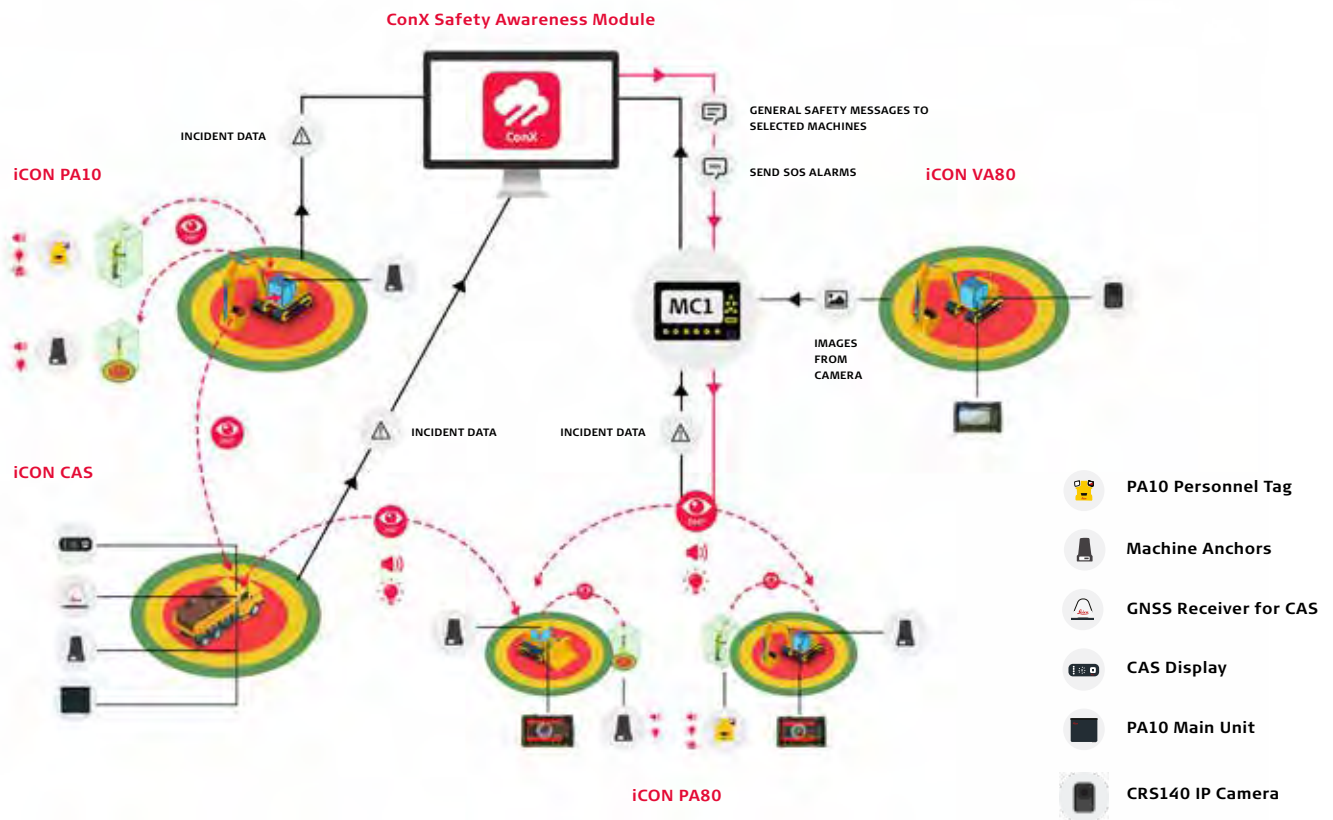 ConX Safety Awareness Module
ConX
INCIDENT DATA
GENERAL SAFETY MESSAGES TO
SELECTED MACHINES
SEND SOS ALARMS
iCON PA10
iCON VA80
MC1
IMAGES
FROM
CAMERA
INCIDENT DATA
INCIDENT DATA
iCON CAS
PA10 Personnel Tag
Machine Anchors
GNSS Receiver for CAS
CAS Display
PA10 Main Unit
CRS140 IP Camera
iCON PA80